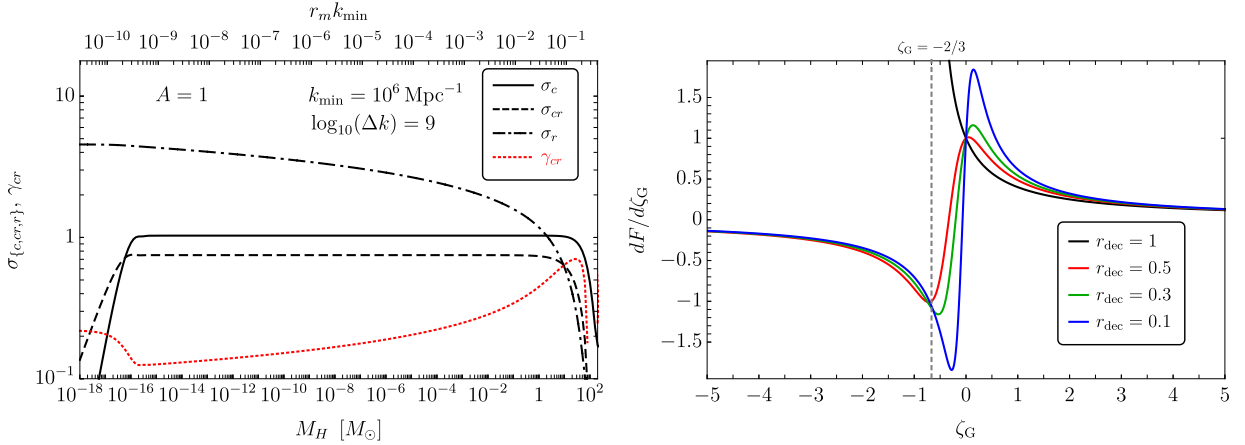 r_m k_min
10^−10 10^−9 10^−8 10^−7 10^−6 10^−5 10^−4 10^−3 10^−2 10^−1
A = 1
k_min = 10^6 Mpc^−1
log_10(Δk) = 9
σ_c
σ_cr
σ_r
γ_cr
10
1
10^−1
σ_{c,cr,r}, γ_cr
10^−18 10^−16 10^−14 10^−12 10^−10 10^−8 10^−6 10^−4 10^−2 1 10^2
M_H [M_⊙]
ζ_G = −2/3
1.5
1
0.5
0
−0.5
−1
−1.5
dF/dζ_G
r_dec = 1
r_dec = 0.5
r_dec = 0.3
r_dec = 0.1
−5 −4 −3 −2 −1 0 1 2 3 4 5
ζ_G